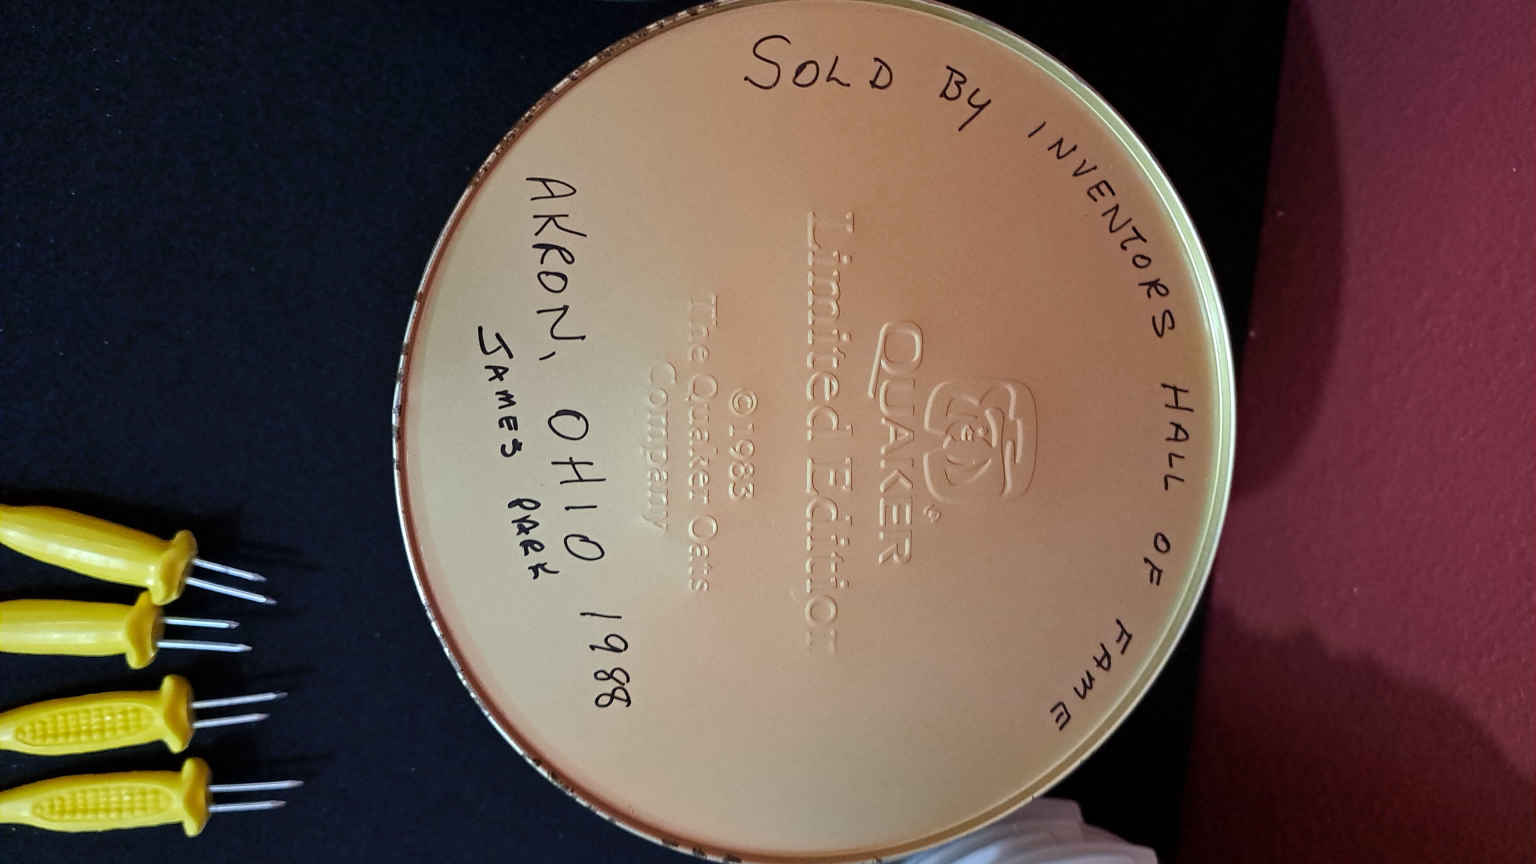 SOLD BY INVENTORS HALL OF FAME
QUAKER®
Limited Edition
©1983
The Quaker Oats
Company
AKRON, OHIO 1988
JAMES PARK